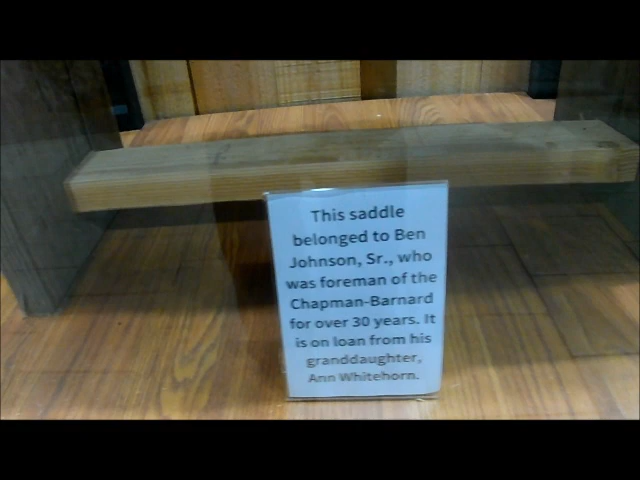 This saddle
belonged to Ben
Johnson, Sr., who
was foreman of the
Chapman-Barnard
for over 30 years. It
is on loan from his
granddaughter,
Ann Whitehorn.